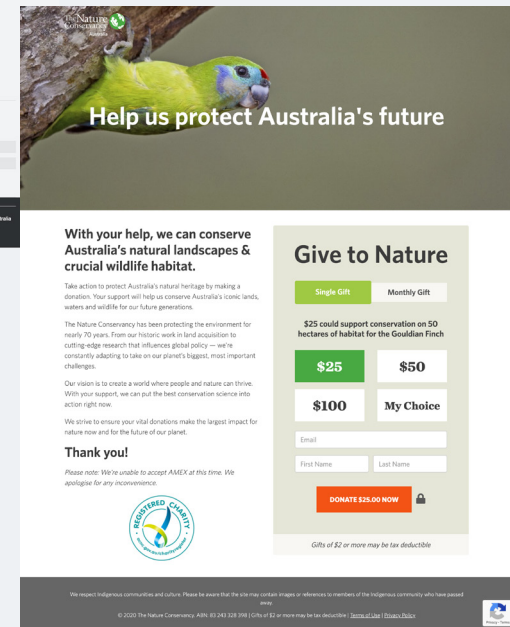 The Nature
Conservancy
Australia
Help us protect Australia's future
tralia
With your help, we can conserve
Australia's natural landscapes &
crucial wildlife habitat.
Take action to protect Australia's natural heritage by making a
donation. Your support will help us conserve Australia's iconic lands,
waters and wildlife for our future generations.
The Nature Conservancy has been protecting the environment for
nearly 70 years. From our historic work in land acquisition to
cutting-edge research that influences global policy — we're
constantly adapting to take on our planet's biggest, most important
challenges.
Our vision is to create a world where people and nature can thrive.
With your support, we can put the best conservation science into
action right now.
We strive to ensure your vital donations make the largest impact for
nature now and for the future of our planet.
Thank you!
Please note: We're unable to accept AMEX at this time. We
apologise for any inconvenience.
REGISTERED CHARITY
acnc.gov.au/charityregister
Give to Nature
Single Gift Monthly Gift
$25 could support conservation on 50
hectares of habitat for the Gouldian Finch
$25 $50
$100 My Choice
Email
First Name Last Name
DONATE $25.00 NOW
Gifts of $2 or more may be tax deductible
We respect Indigenous communities and culture. Please be aware that the site may contain images or references to members of the Indigenous community who have passed
away.
© 2020 The Nature Conservancy. ABN: 83 243 328 398 | Gifts of $2 or more may be tax deductible | Terms of Use | Privacy Policy
Privacy - Terms